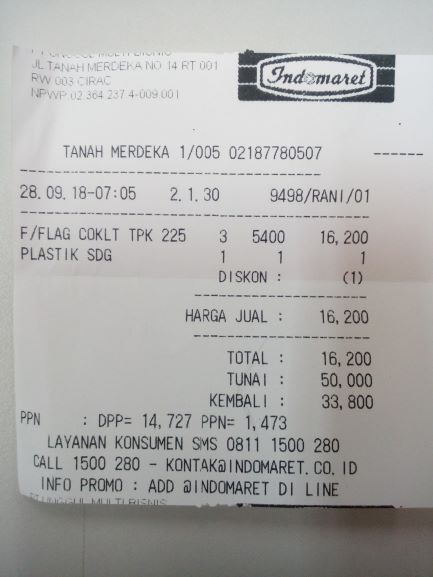 JL TANAH MERDEKA NO 14 RT 001
RW 003 CIRAC
NPWP 02.364.237.4-009.001
Indomaret
TANAH MERDEKA 1/005 02187780507 ------
28.09.18-07:05 2.1.30 9498/RANI/01
F/FLAG COKLT TPK 225 3 5400 16,200
PLASTIK SDG 1 1 1
DISKON : (1)
HARGA JUAL : 16,200
TOTAL : 16,200
TUNAI : 50,000
KEMBALI : 33,800
PPN : DPP= 14,727 PPN= 1,473
LAYANAN KONSUMEN SMS 0811 1500 280
CALL 1500 280 - KONTAK@INDOMARET.CO.ID
INFO PROMO : ADD @INDOMARET DI LINE